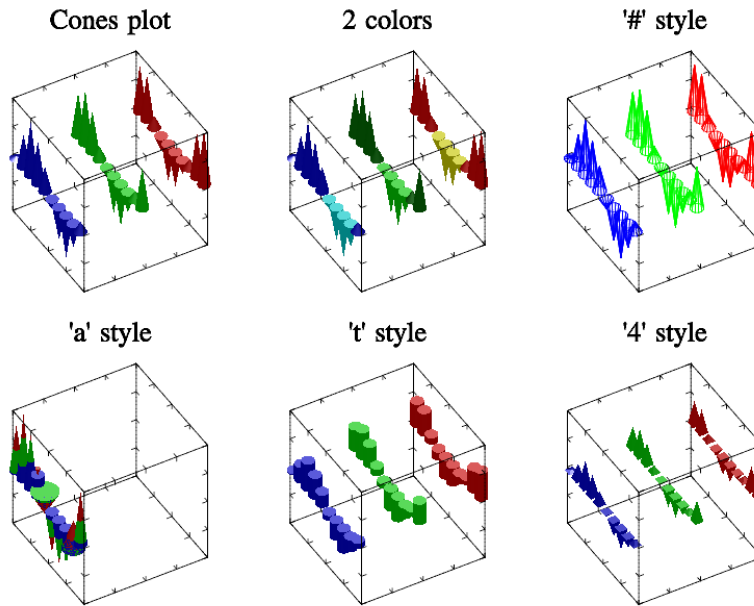 Cones plot
2 colors
'#' style
'a' style
't' style
'4' style